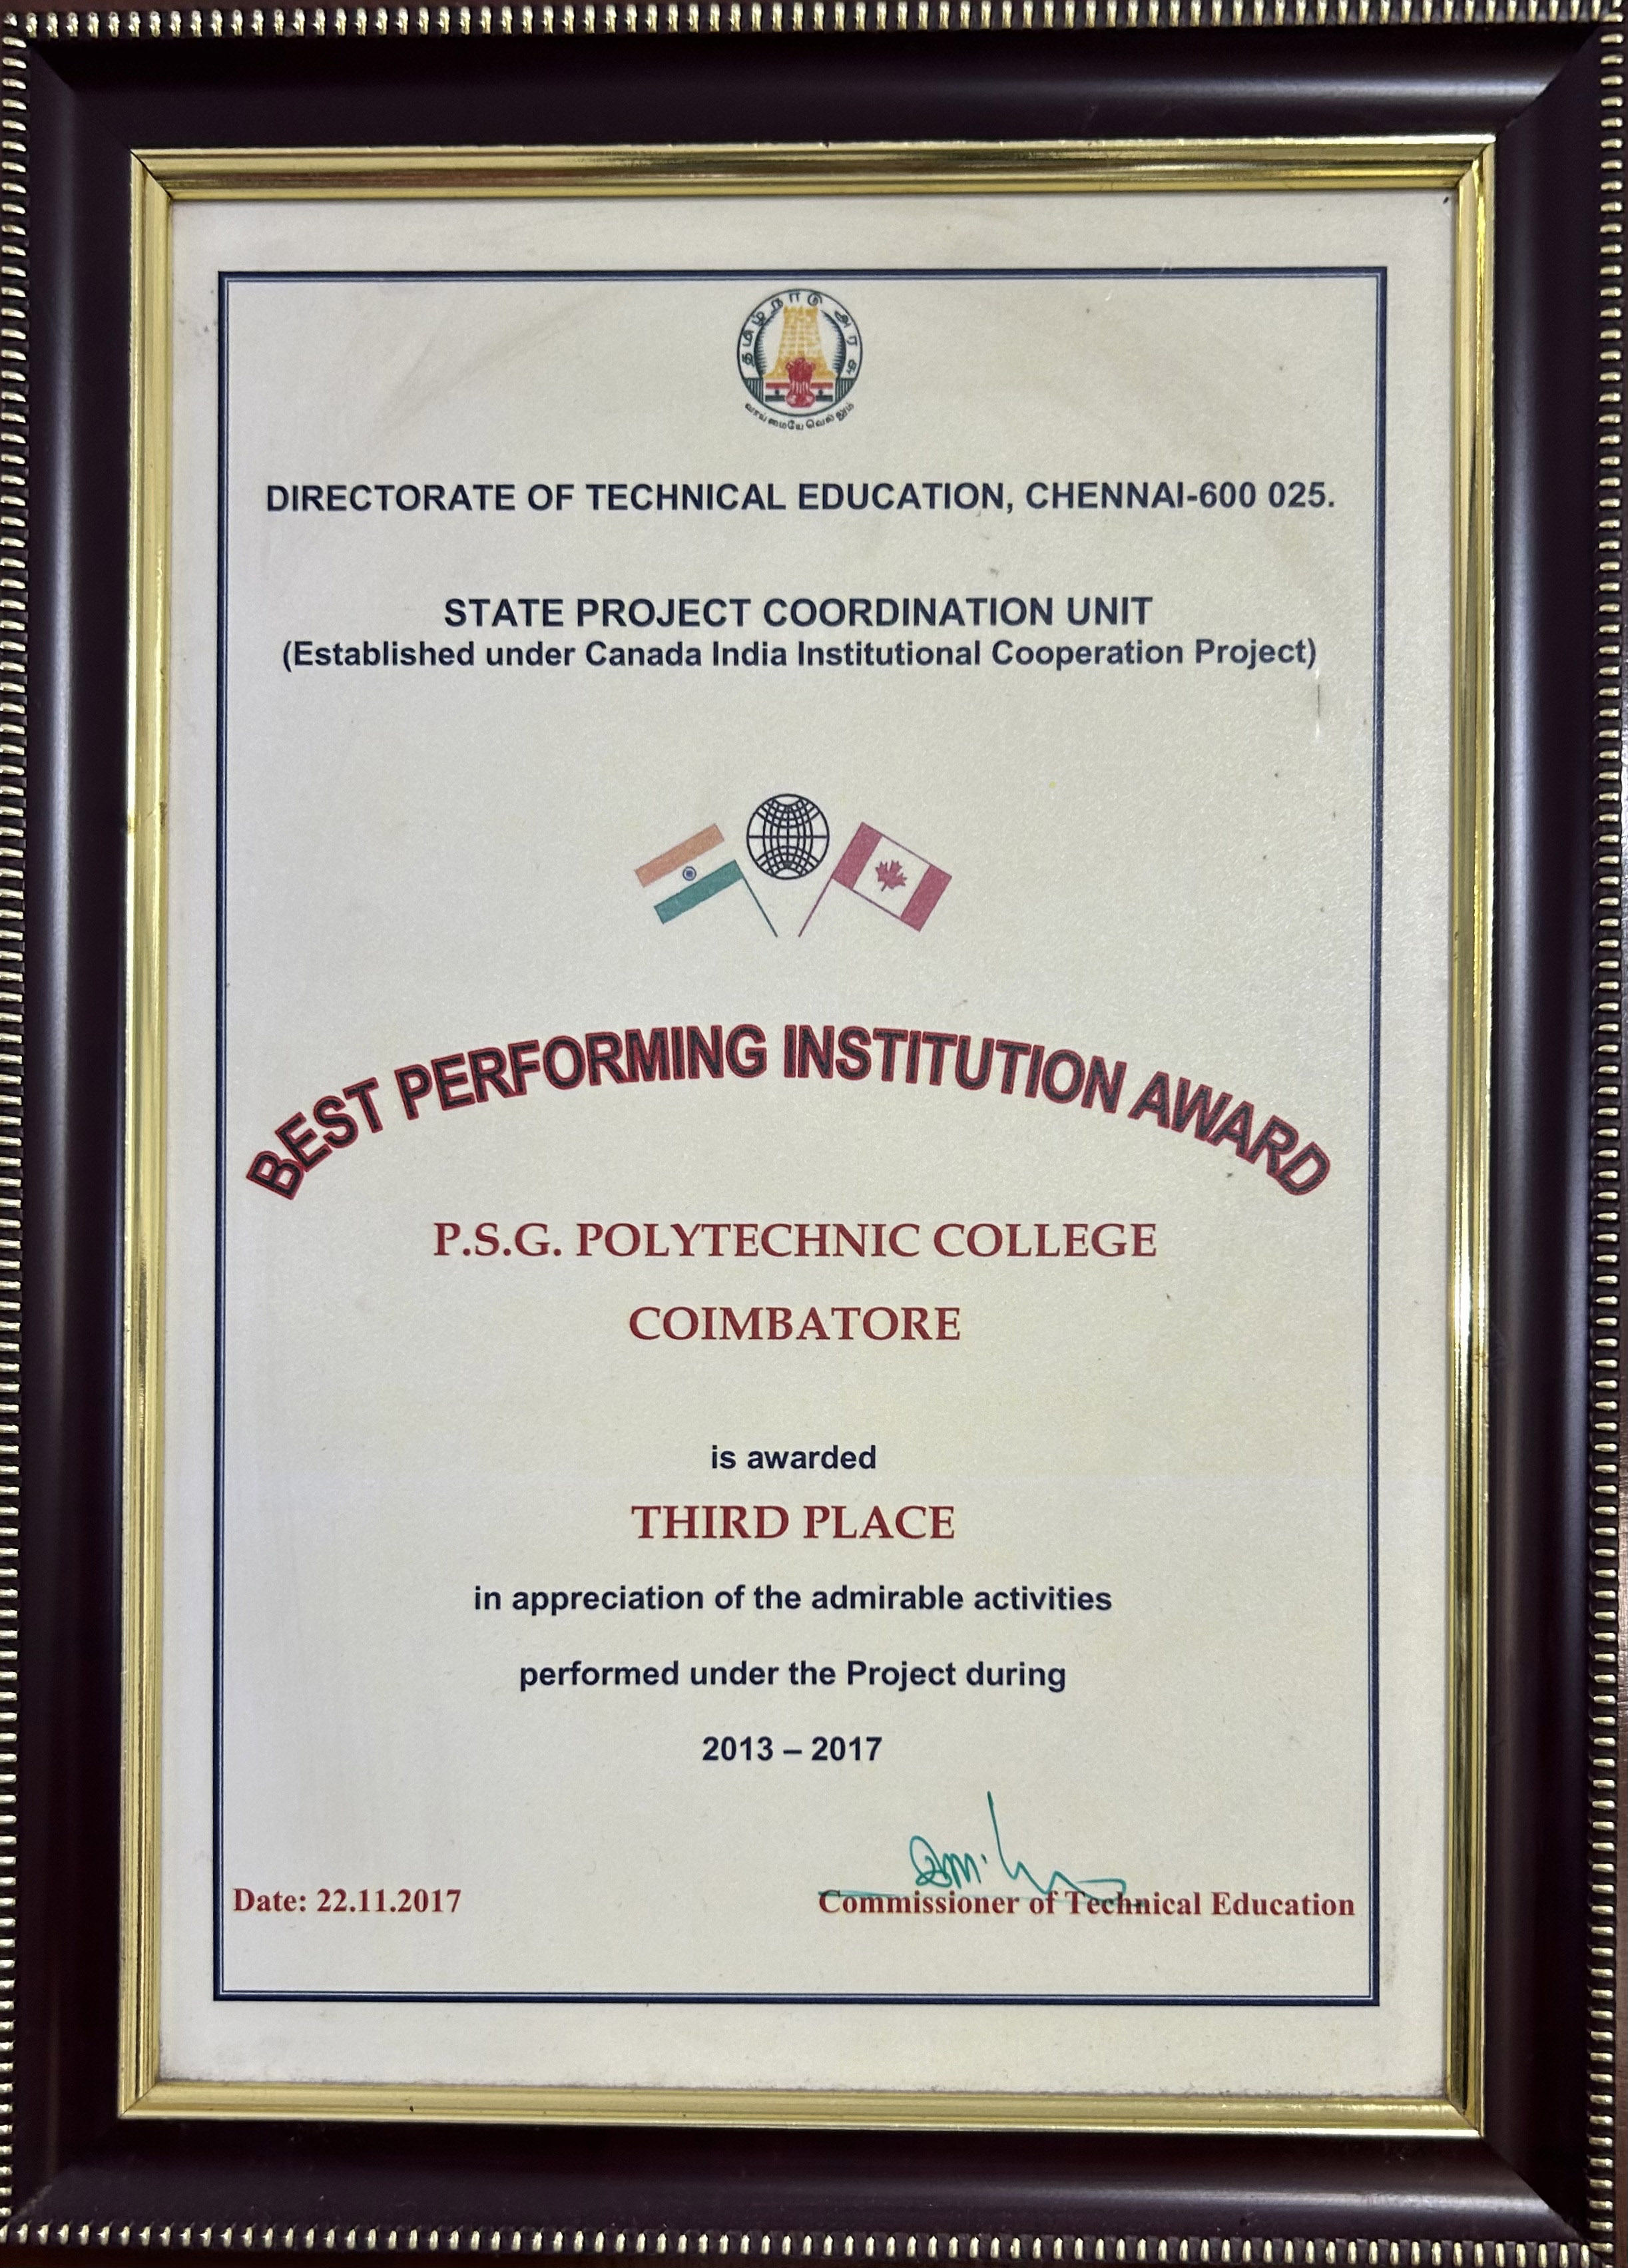 தமிழ்நாடு அரசு
வாய்மையே வெல்லும்
DIRECTORATE OF TECHNICAL EDUCATION, CHENNAI-600 025.
STATE PROJECT COORDINATION UNIT
(Established under Canada India Institutional Cooperation Project)
BEST PERFORMING INSTITUTION AWARD
P.S.G. POLYTECHNIC COLLEGE
COIMBATORE
is awarded
THIRD PLACE
in appreciation of the admirable activities
performed under the Project during
2013 – 2017
Date: 22.11.2017
Commissioner of Technical Education